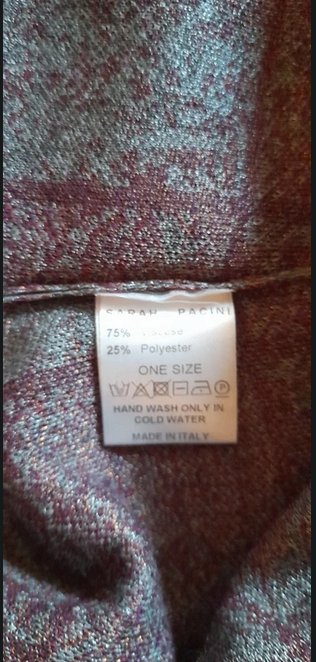 SARAH PACINI
75%
25% Polyester
ONE SIZE
HAND WASH ONLY IN
COLD WATER
MADE IN ITALY